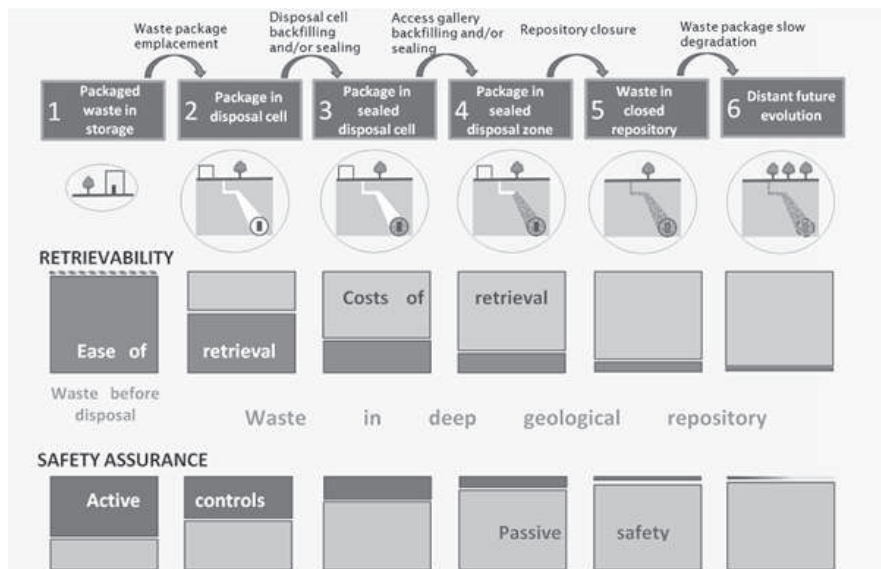 Waste package
emplacement
Disposal cell
backfilling
and/or sealing
Access gallery
backfilling and/or
sealing
Repository closure
Waste package slow
degradation
1 Packaged
waste in
storage
2 Package in
disposal cell
3 Package in
sealed
disposal cell
4 Package in
sealed
disposal zone
5 Waste in
closed
repository
6 Distant future
evolution
RETRIEVABILITY
Costs of retrieval
Ease of retrieval
Waste before
disposal
Waste in deep geological repository
SAFETY ASSURANCE
Active controls
Passive safety